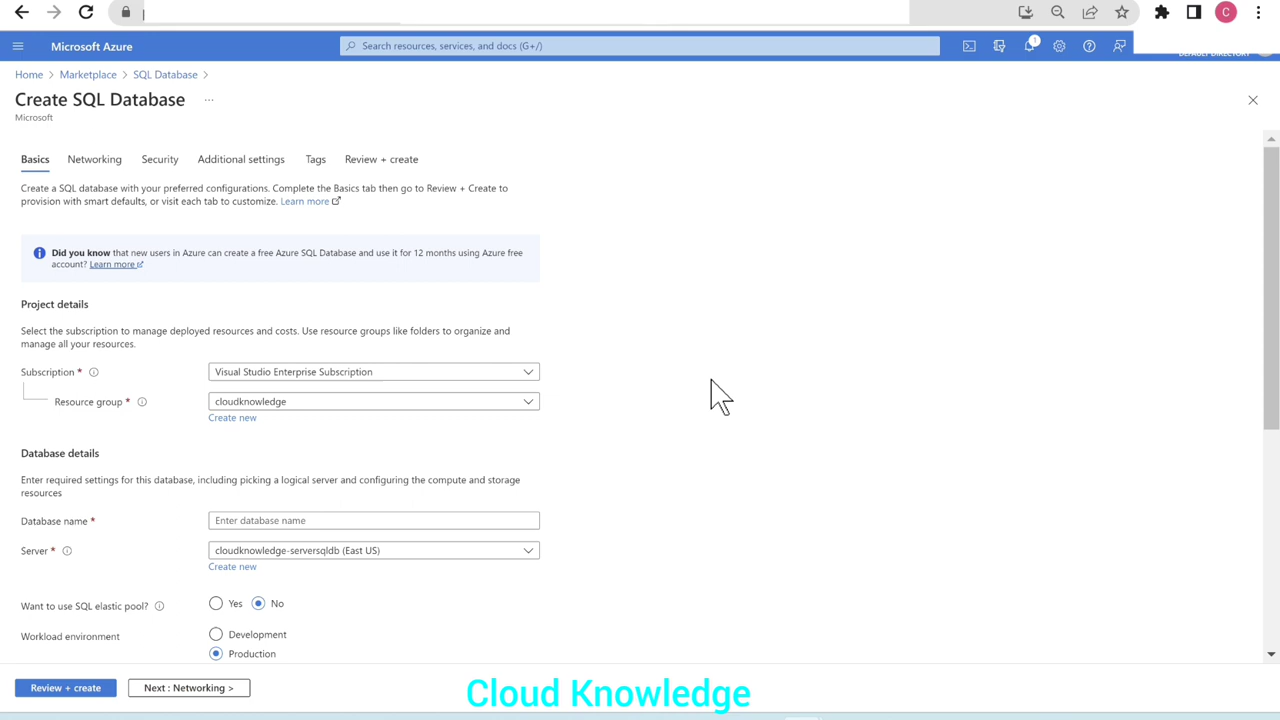 C
Microsoft Azure
Search resources, services, and docs (G+/)
1
Home > Marketplace > SQL Database >
Create SQL Database ...
Microsoft
Basics Networking Security Additional settings Tags Review + create
Create a SQL database with your preferred configurations. Complete the Basics tab then go to Review + Create to
provision with smart defaults, or visit each tab to customize. Learn more
Did you know that new users in Azure can create a free Azure SQL Database and use it for 12 months using Azure free
account? Learn more
Project details
Select the subscription to manage deployed resources and costs. Use resource groups like folders to organize and
manage all your resources.
Subscription * Visual Studio Enterprise Subscription
Resource group * cloudknowledge
Create new
Database details
Enter required settings for this database, including picking a logical server and configuring the compute and storage
resources
Database name * Enter database name
Server * cloudknowledge-serversqldb (East US)
Create new
Want to use SQL elastic pool? Yes No
Workload environment Development
Production
Review + create Next : Networking >
Cloud Knowledge